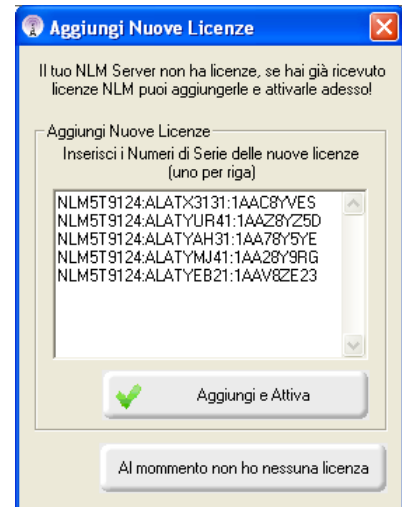 Aggiungi Nuove Licenze
Il tuo NLM Server non ha licenze, se hai già ricevuto
licenze NLM puoi aggiungerle e attivarle adesso!
Aggiungi Nuove Licenze
Inserisci i Numeri di Serie delle nuove licenze
(uno per riga)
NLM5T9124:ALATX3131:1AAC8YVES
NLM5T9124:ALATYUR41:1AAZ8YZ5D
NLM5T9124:ALATYAH31:1AA78Y5YE
NLM5T9124:ALATYMJ41:1AA28Y9RG
NLM5T9124:ALATYEB21:1AAV8ZE23
Aggiungi e Attiva
Al mommento non ho nessuna licenza